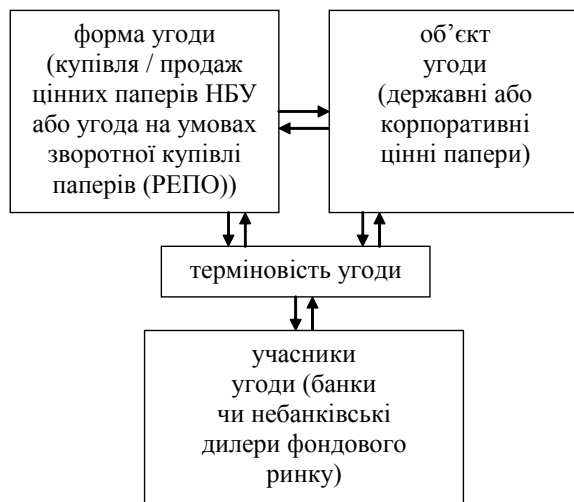 форма угоди
(купівля / продаж
цінних паперів НБУ
або угода на умовах
зворотної купівлі
паперів (РЕПО))
об’єкт
угоди
(державні або
корпоративні
цінні папери)
терміновість угоди
учасники
угоди (банки
чи небанківські
дилери фондового
ринку)